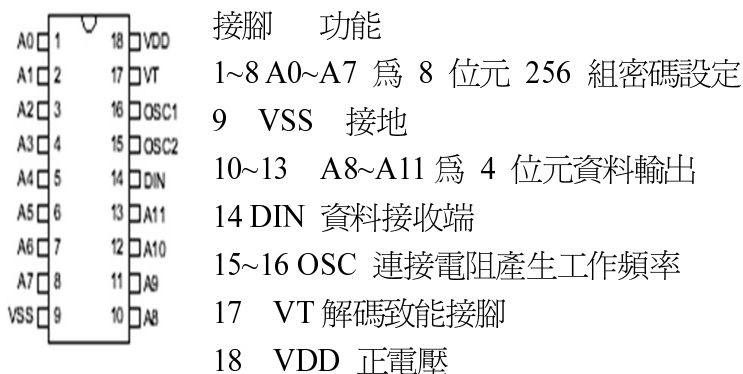 接腳 功能
1~8 A0~A7 為 8 位元 256 組密碼設定
9 VSS 接地
10~13 A8~A11 為 4 位元資料輸出
14 DIN 資料接收端
15~16 OSC 連接電阻產生工作頻率
17 VT 解碼致能接腳
18 VDD 正電壓
A0 1 18 VDD
A1 2 17 VT
A2 3 16 OSC1
A3 4 15 OSC2
A4 5 14 DIN
A5 6 13 A11
A6 7 12 A10
A7 8 11 A9
VSS 9 10 A8